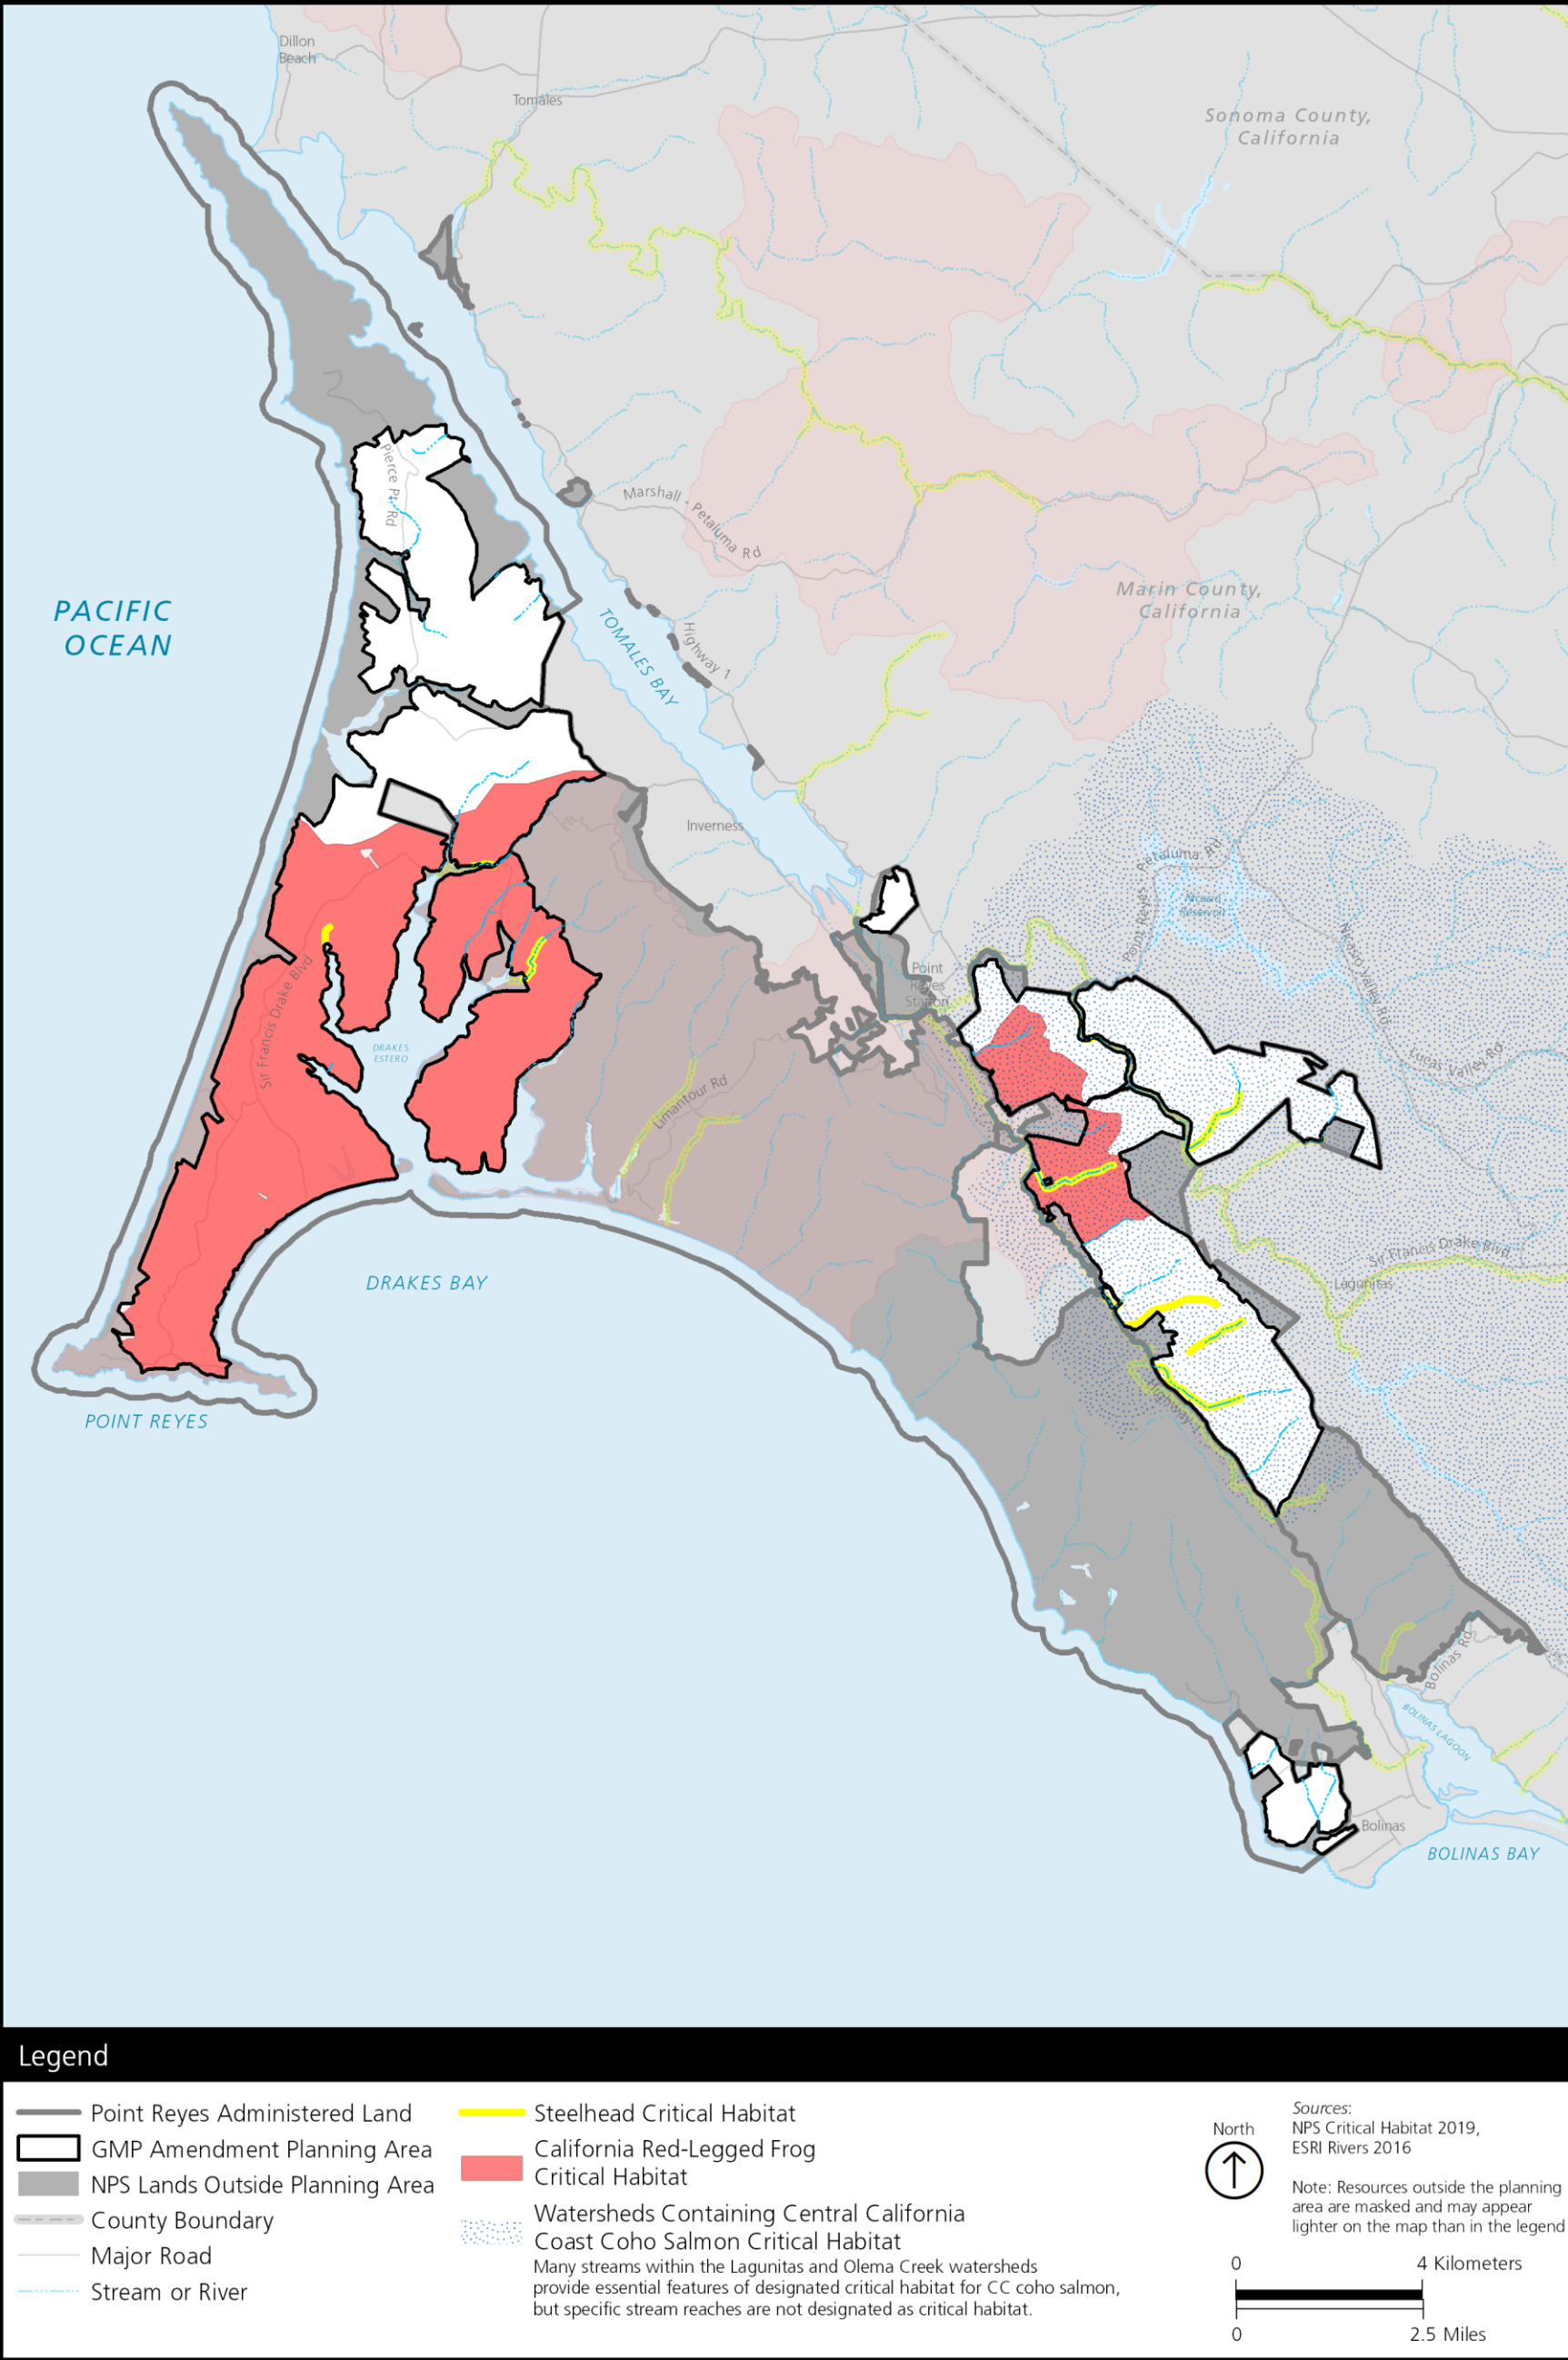 Dillon
Beach
Tomales
Sonoma County,
California
Pierce Pt. Rd
Marshall - Petaluma Rd
PACIFIC
OCEAN
TOMALES BAY
Highway 1
Marin County,
California
Inverness
Point Reyes - Petaluma Rd
Nicasio
Reservoir
Nicasio Valley Rd
Point
Reyes
Station
Lucas Valley Rd
Sir Francis Drake Blvd
DRAKES
ESTERO
Limantour Rd
Sir Francis Drake Blvd
Lagunitas
DRAKES BAY
POINT REYES
Highway 1
Bolinas Rd
BOLINAS LAGOON
Bolinas
BOLINAS BAY
Legend
Point Reyes Administered Land
GMP Amendment Planning Area
NPS Lands Outside Planning Area
County Boundary
Major Road
Stream or River
Steelhead Critical Habitat
California Red-Legged Frog
Critical Habitat
Watersheds Containing Central California
Coast Coho Salmon Critical Habitat
Many streams within the Lagunitas and Olema Creek watersheds
provide essential features of designated critical habitat for CC coho salmon,
but specific stream reaches are not designated as critical habitat.
North
Sources:
NPS Critical Habitat 2019,
ESRI Rivers 2016
Note: Resources outside the planning
area are masked and may appear
lighter on the map than in the legend
0 4 Kilometers
0 2.5 Miles